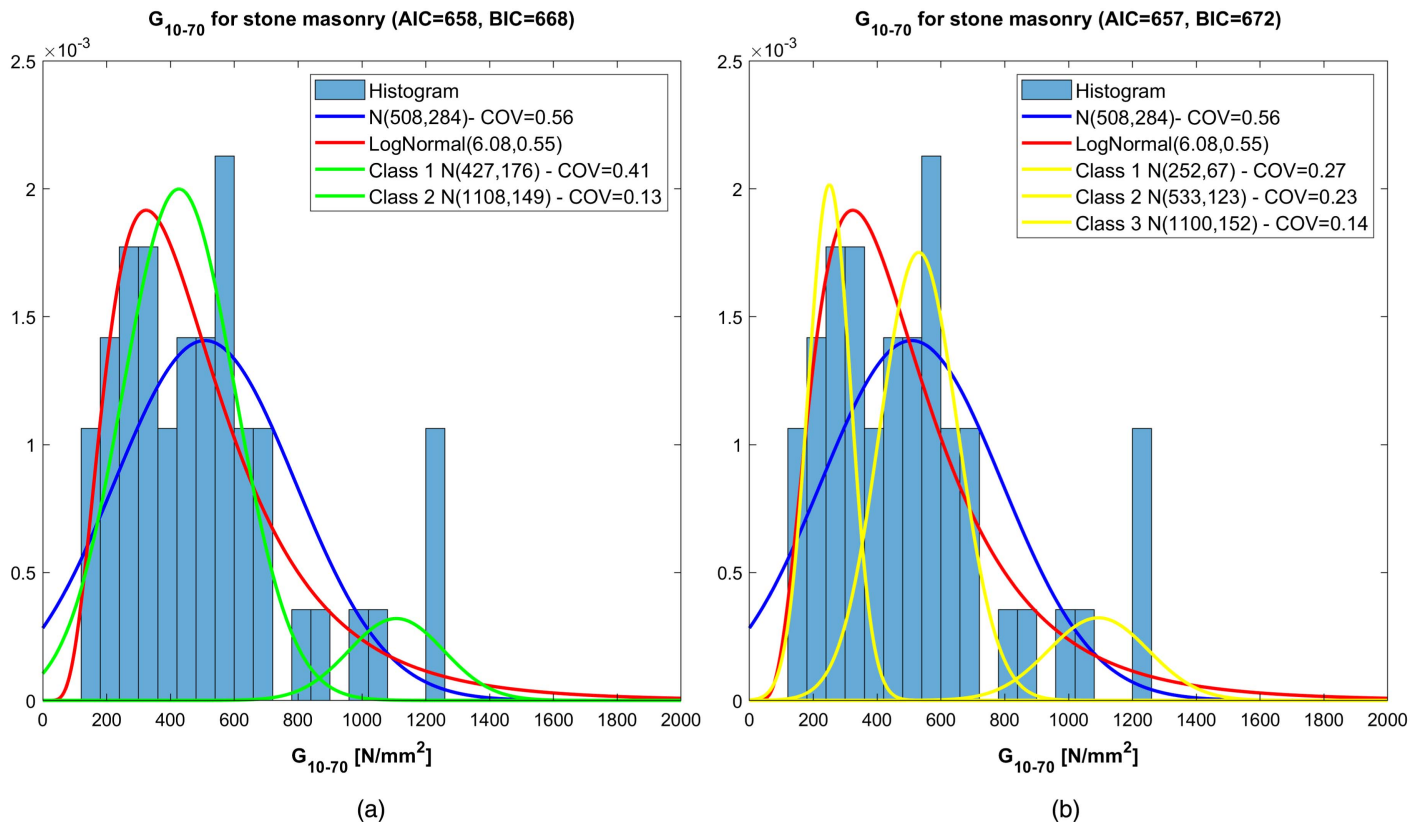 G10-70 for stone masonry (AIC=658, BIC=668)
×10-3
2.5
2
1.5
1
0.5
0
0 200 400 600 800 1000 1200 1400 1600 1800 2000
Histogram
N(508,284)- COV=0.56
LogNormal(6.08,0.55)
Class 1 N(427,176) - COV=0.41
Class 2 N(1108,149) - COV=0.13
G10-70 [N/mm2]
(a)
G10-70 for stone masonry (AIC=657, BIC=672)
×10-3
2.5
2
1.5
1
0.5
0
0 200 400 600 800 1000 1200 1400 1600 1800 2000
Histogram
N(508,284)- COV=0.56
LogNormal(6.08,0.55)
Class 1 N(252,67) - COV=0.27
Class 2 N(533,123) - COV=0.23
Class 3 N(1100,152) - COV=0.14
G10-70 [N/mm2]
(b)